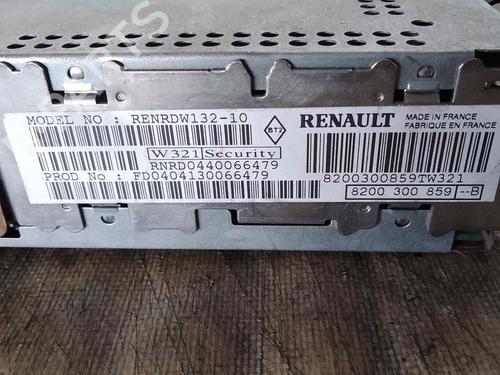 MODEL NO : RENRDW132-10
BT2
RENAULT
MADE IN FRANCE
FABRIQUE EN FRANCE
W321 Security
RNRD0440066479
PROD No : FD0404130066479
8200300859TW321
8200 300 859 --B